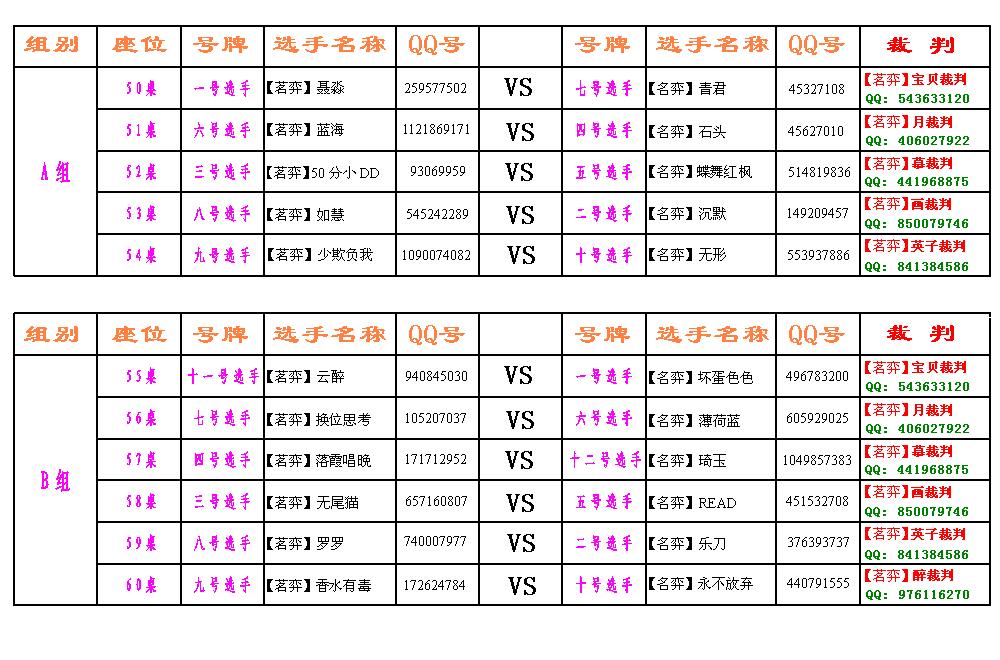 组别 座位 号牌 选手名称 QQ号 号牌 选手名称 QQ号 裁 判
A组
50桌 一号选手 【茗弈】聂淼 259577502 VS 七号选手 【名弈】青君 45327108 【茗弈】宝贝裁判
QQ: 543633120
51桌 六号选手 【茗弈】蓝海 1121869171 VS 四号选手 【名弈】石头 45627010 【茗弈】月裁判
QQ: 406027922
52桌 三号选手 【茗弈】50分小DD 93069959 VS 五号选手 【名弈】蝶舞红枫 514819836 【茗弈】幕裁判
QQ: 441968875
53桌 八号选手 【茗弈】如慧 545242289 VS 二号选手 【名弈】沉默 149209457 【茗弈】画裁判
QQ: 850079746
54桌 九号选手 【茗弈】少欺负我 1090074082 VS 十号选手 【名弈】无形 553937886 【茗弈】英子裁判
QQ: 841384586
组别 座位 号牌 选手名称 QQ号 号牌 选手名称 QQ号 裁 判
B组
55桌 十一号选手 【茗弈】云醉 940845030 VS 一号选手 【名弈】坏蛋色色 496783200 【茗弈】宝贝裁判
QQ: 543633120
56桌 七号选手 【茗弈】换位思考 105207037 VS 六号选手 【名弈】薄荷蓝 605929025 【茗弈】月裁判
QQ: 406027922
57桌 四号选手 【茗弈】落霞唱晚 171712952 VS 十二号选手 【名弈】琦玉 1049857383 【茗弈】幕裁判
QQ: 441968875
58桌 三号选手 【茗弈】无尾猫 657160807 VS 五号选手 【名弈】READ 451532708 【茗弈】画裁判
QQ: 850079746
59桌 八号选手 【茗弈】罗罗 740007977 VS 二号选手 【名弈】乐刀 376393737 【茗弈】英子裁判
QQ: 841384586
60桌 九号选手 【茗弈】香水有毒 172624784 VS 十号选手 【名弈】永不放弃 440791555 【茗弈】醉裁判
QQ: 976116270